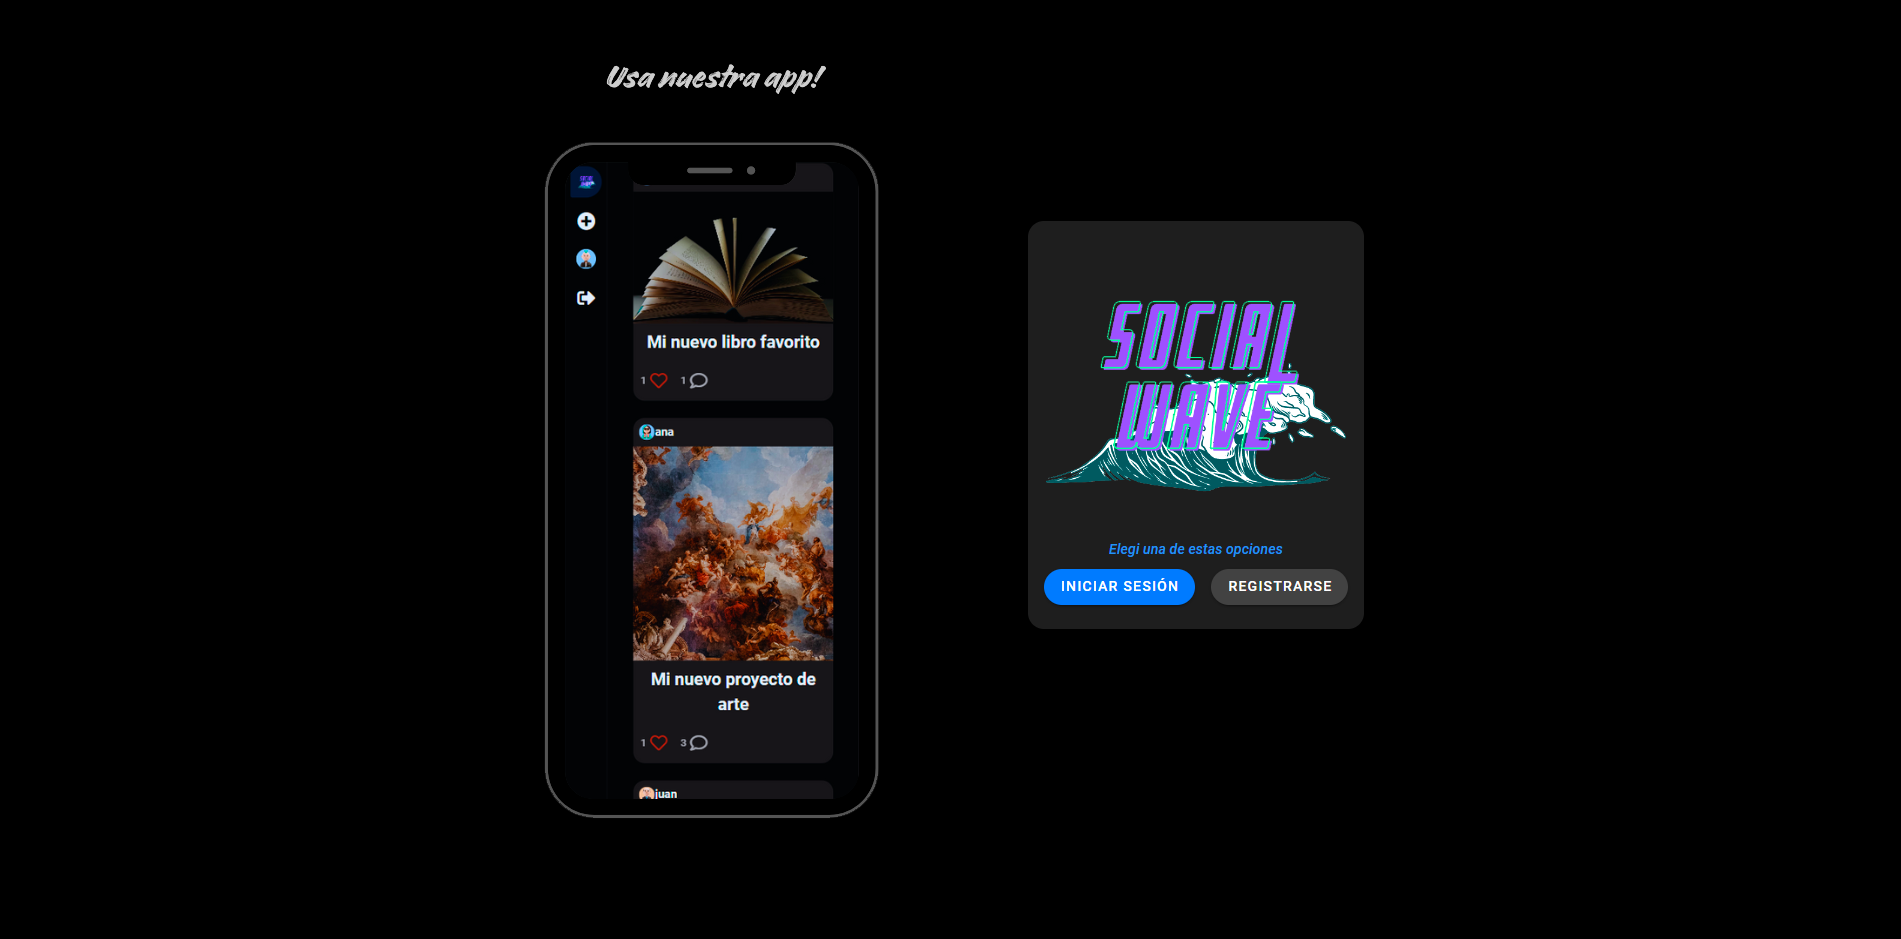 Usa nuestra app!
Mi nuevo libro favorito
1 1
ana
Mi nuevo proyecto de
arte
1 3
juan
SOCIAL
WAVE
Elegi una de estas opciones
INICIAR SESIÓN REGISTRARSE